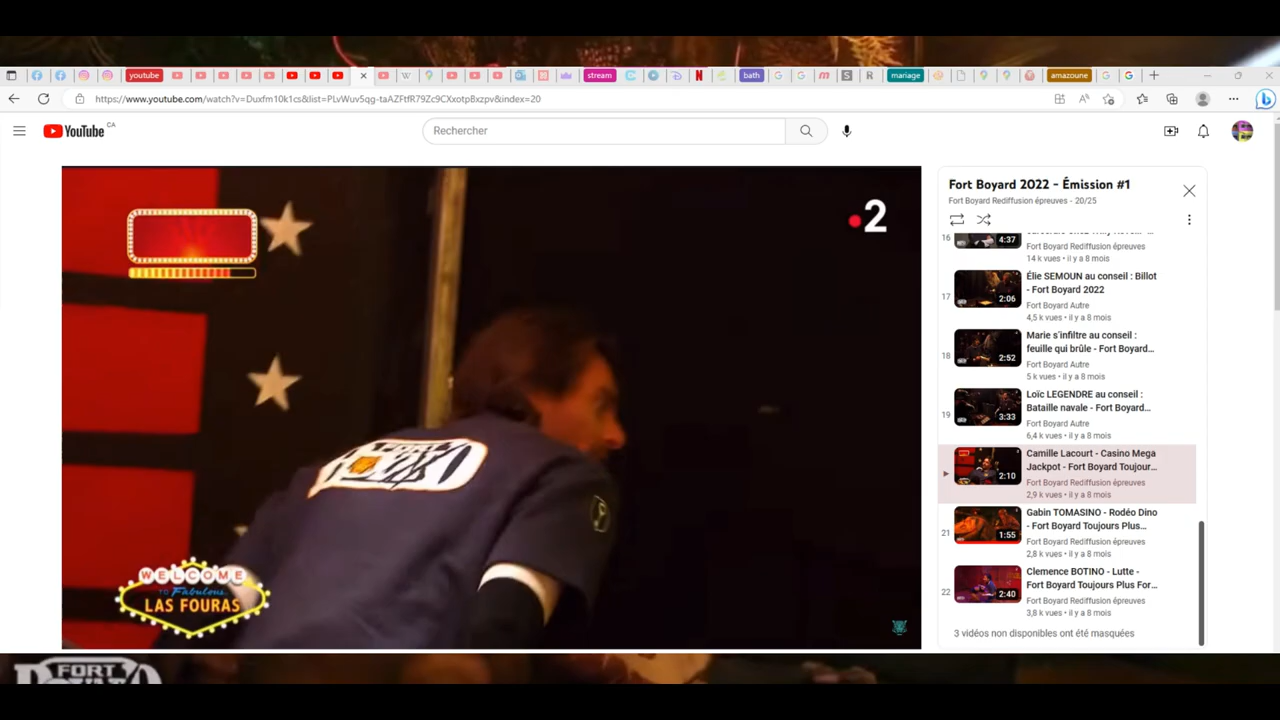 youtube
stream
bath
mariage
amazoune
https://www.youtube.com/watch?v=Duxfm10k1cs&list=PLvWuv5qg-taAZFtfR79Zc9CXxotpBxzpv&index=20
YouTube CA
Rechercher
2
WELCOME
TO Fabulous
LAS FOURAS
Fort Boyard 2022 - Émission #1
Fort Boyard Rediffusion épreuves - 20/25
16
4:37
Fort Boyard Rediffusion épreuves
14 k vues • il y a 8 mois
17
2:06
Élie SEMOUN au conseil : Billot
- Fort Boyard 2022
Fort Boyard Autre
4,5 k vues • il y a 8 mois
18
2:52
Marie s'infiltre au conseil :
feuille qui brûle - Fort Boyard...
Fort Boyard Autre
5 k vues • il y a 8 mois
19
3:33
Loïc LEGENDRE au conseil :
Bataille navale - Fort Boyard...
Fort Boyard Autre
6,4 k vues • il y a 8 mois
2:10
Camille Lacourt - Casino Mega
Jackpot - Fort Boyard Toujour...
Fort Boyard Rediffusion épreuves
2,9 k vues • il y a 8 mois
21
1:55
Gabin TOMASINO - Rodéo Dino
- Fort Boyard Toujours Plus...
Fort Boyard Rediffusion épreuves
2,8 k vues • il y a 8 mois
22
2:40
Clemence BOTINO - Lutte -
Fort Boyard Toujours Plus For...
Fort Boyard Rediffusion épreuves
3,8 k vues • il y a 8 mois
3 vidéos non disponibles ont été masquées
FORT